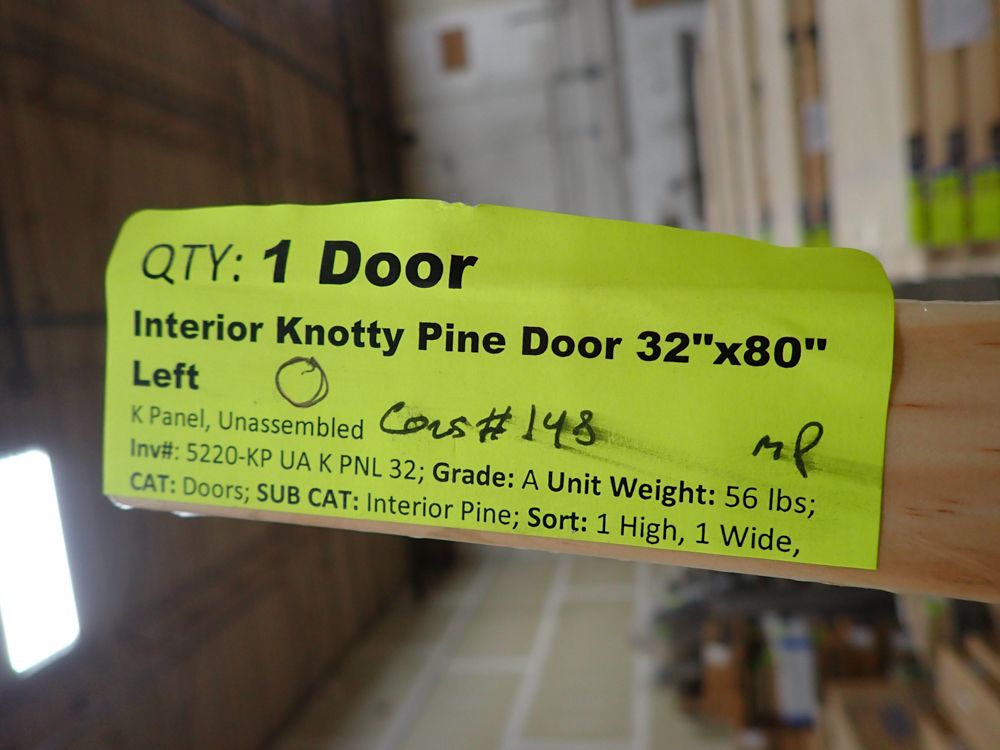 QTY: 1 Door
Interior Knotty Pine Door 32"x80"
Left
K Panel, Unassembled Cons# 148 MP
Inv#: 5220-KP UA K PNL 32; Grade: A Unit Weight: 56 lbs;
CAT: Doors; SUB CAT: Interior Pine; Sort: 1 High, 1 Wide,